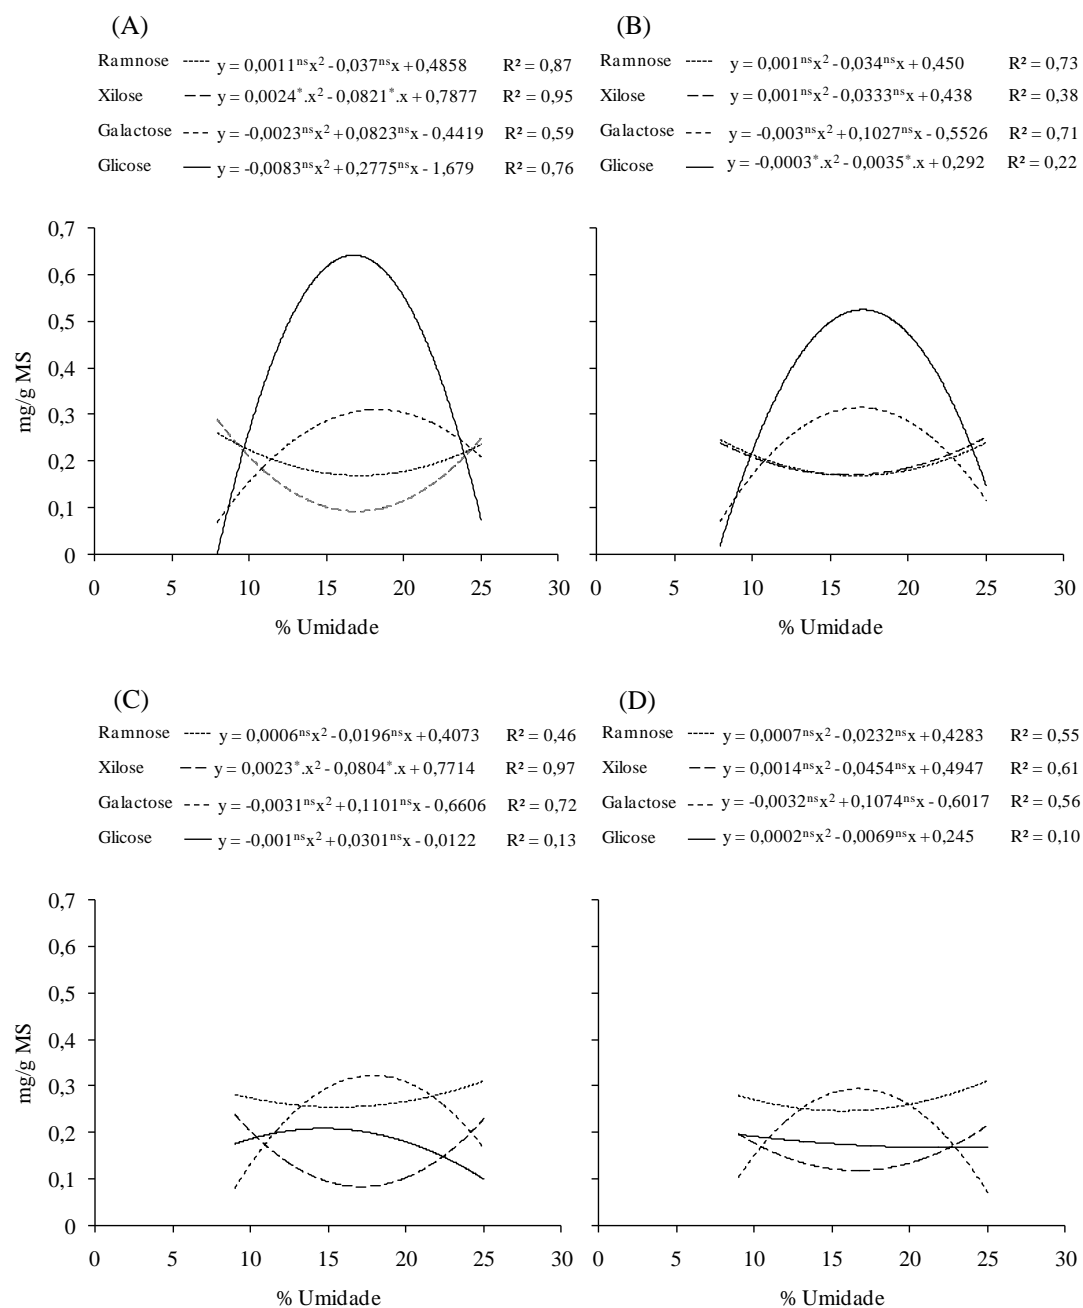 (A)
Ramnose y = 0,0011ⁿˢx² - 0,037ⁿˢx + 0,4858 R² = 0,87
Xilose y = 0,0024*.x² - 0,0821*.x + 0,7877 R² = 0,95
Galactose y = -0,0023ⁿˢx² + 0,0823ⁿˢx - 0,4419 R² = 0,59
Glicose y = -0,0083ⁿˢx² + 0,2775ⁿˢx - 1,679 R² = 0,76
0,7
0,6
0,5
0,4
0,3
0,2
0,1
0
mg/g MS
0 5 10 15 20 25 30
% Umidade
(B)
Ramnose y = 0,001ⁿˢx² - 0,034ⁿˢx + 0,450 R² = 0,73
Xilose y = 0,001ⁿˢx² - 0,0333ⁿˢx + 0,438 R² = 0,38
Galactose y = -0,003ⁿˢx² + 0,1027ⁿˢx - 0,5526 R² = 0,71
Glicose y = -0,0003*.x² - 0,0035*.x + 0,292 R² = 0,22
0 5 10 15 20 25 30
% Umidade
(C)
Ramnose y = 0,0006ⁿˢx² - 0,0196ⁿˢx + 0,4073 R² = 0,46
Xilose y = 0,0023*.x² - 0,0804*.x + 0,7714 R² = 0,97
Galactose y = -0,0031ⁿˢx² + 0,1101ⁿˢx - 0,6606 R² = 0,72
Glicose y = -0,001ⁿˢx² + 0,0301ⁿˢx - 0,0122 R² = 0,13
0,7
0,6
0,5
0,4
0,3
0,2
0,1
0
mg/g MS
0 5 10 15 20 25 30
% Umidade
(D)
Ramnose y = 0,0007ⁿˢx² - 0,0232ⁿˢx + 0,4283 R² = 0,55
Xilose y = 0,0014ⁿˢx² - 0,0454ⁿˢx + 0,4947 R² = 0,61
Galactose y = -0,0032ⁿˢx² + 0,1074ⁿˢx - 0,6017 R² = 0,56
Glicose y = 0,0002ⁿˢx² - 0,0069ⁿˢx + 0,245 R² = 0,10
0 5 10 15 20 25 30
% Umidade